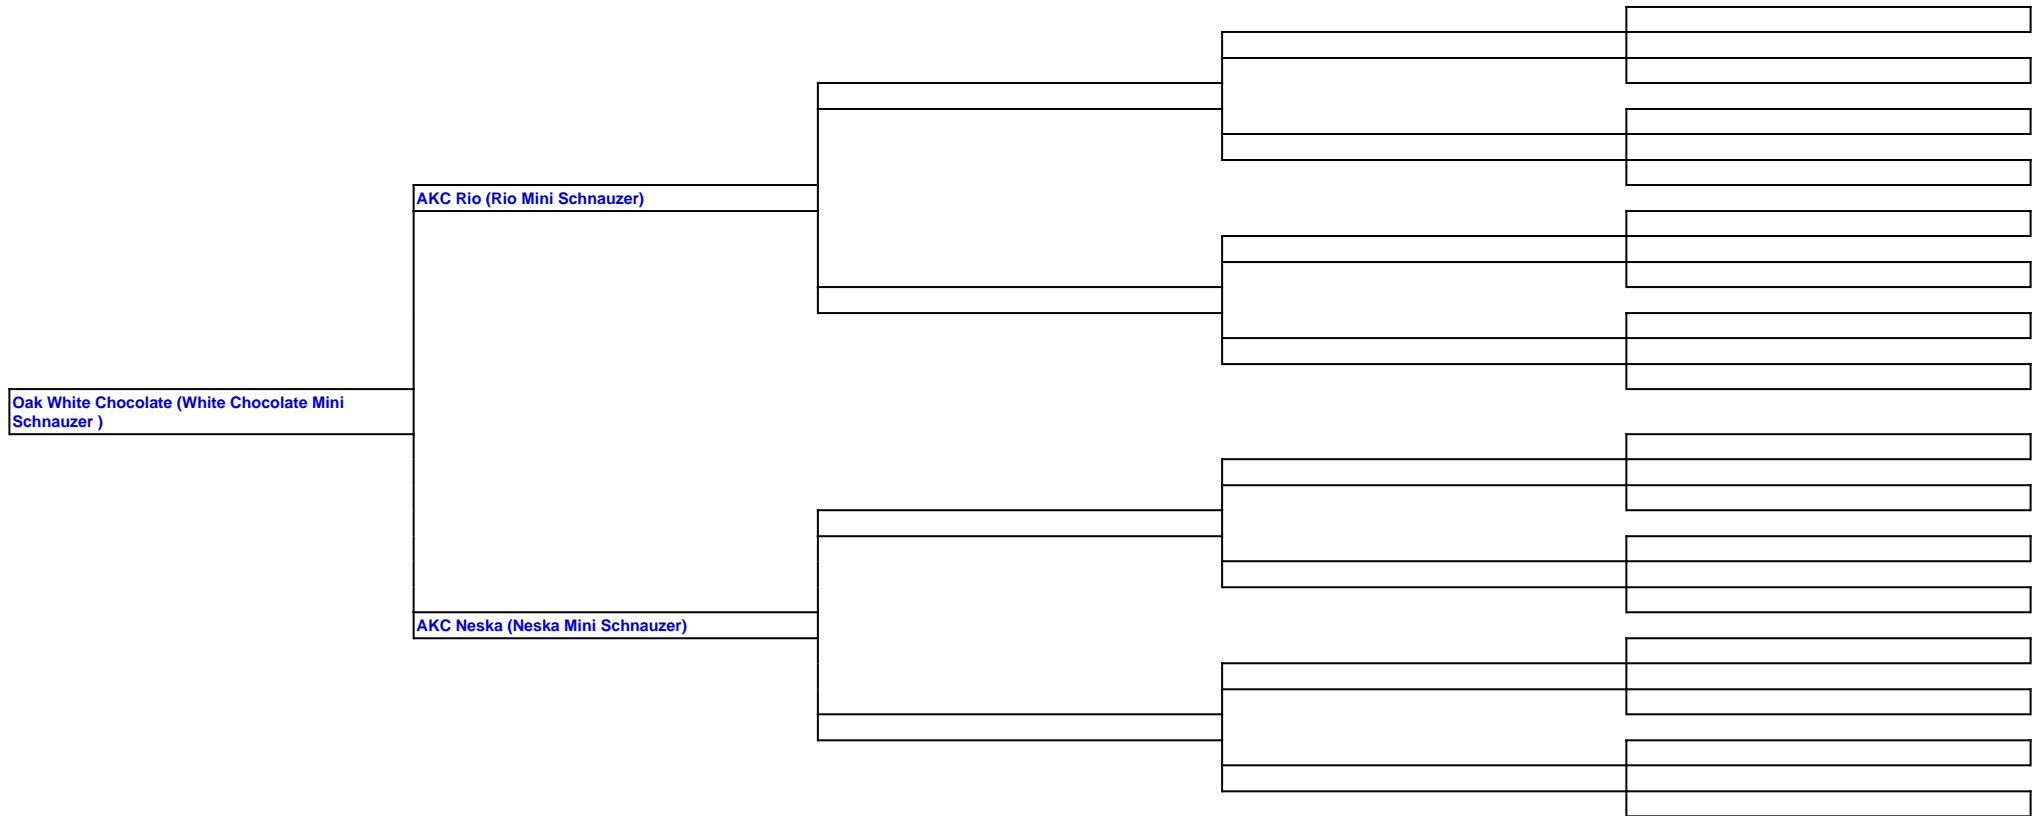 AKC Rio (Rio Mini Schnauzer)
Oak White Chocolate (White Chocolate Mini
Schnauzer )
AKC Neska (Neska Mini Schnauzer)